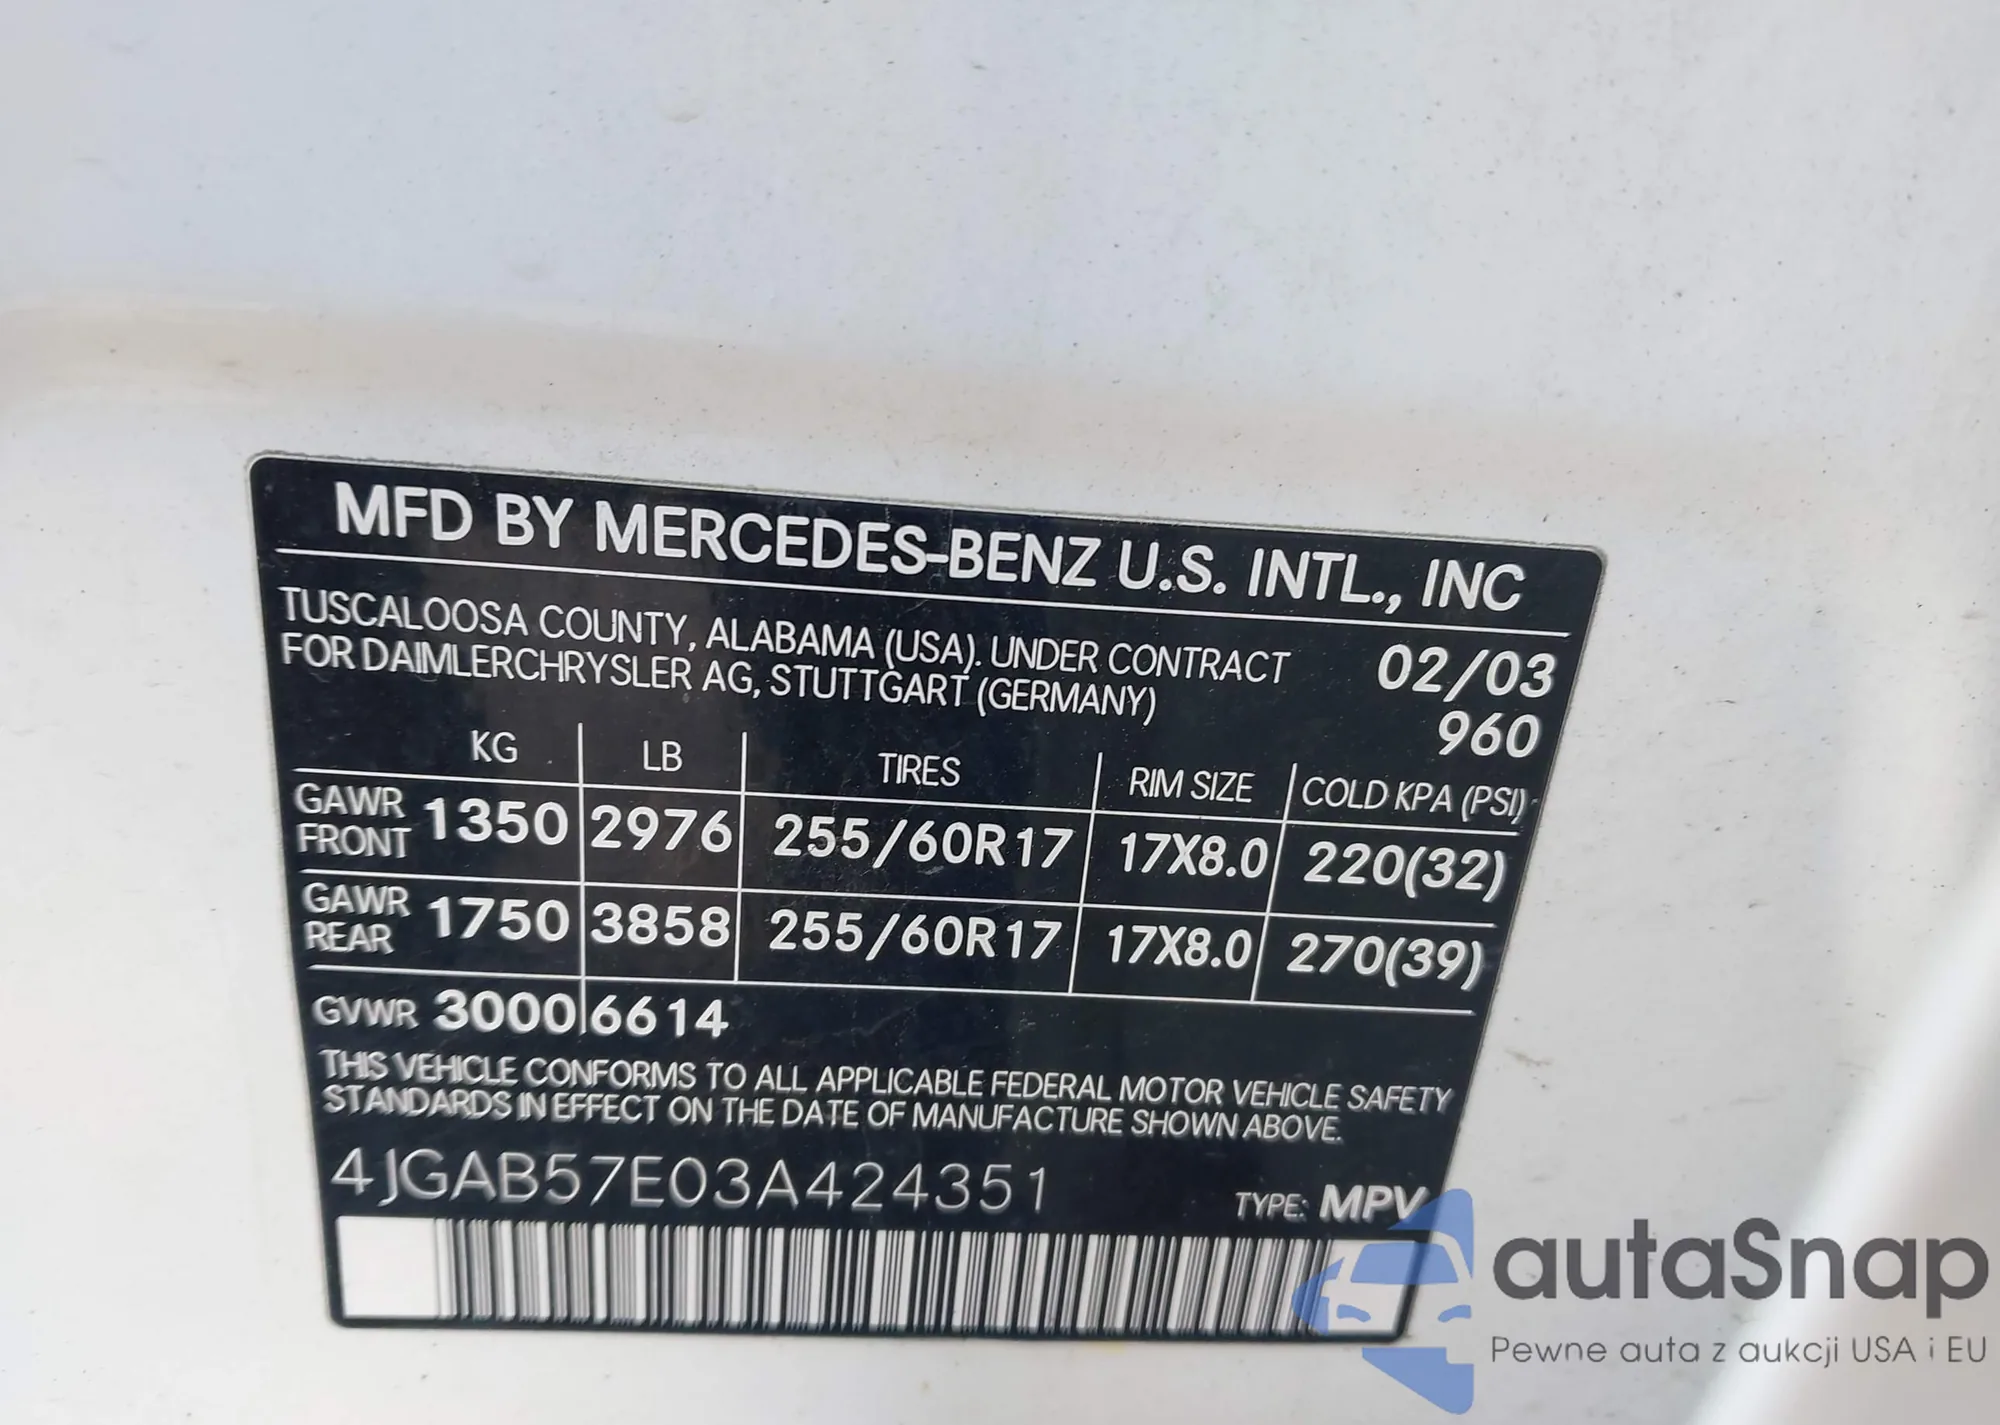 MFD BY MERCEDES-BENZ U.S. INTL., INC
TUSCALOOSA COUNTY, ALABAMA (USA). UNDER CONTRACT
FOR DAIMLERCHRYSLER AG, STUTTGART (GERMANY)
02/03
960
KG LB TIRES RIM SIZE COLD KPA (PSI)
GAWR FRONT 1350 2976 255/60R17 17X8.0 220(32)
GAWR REAR 1750 3858 255/60R17 17X8.0 270(39)
GVWR 3000 6614
THIS VEHICLE CONFORMS TO ALL APPLICABLE FEDERAL MOTOR VEHICLE SAFETY
STANDARDS IN EFFECT ON THE DATE OF MANUFACTURE SHOWN ABOVE.
4JGAB57E03A424351 TYPE: MPV
autaSnap
Pewne auta z aukcji USA i EU